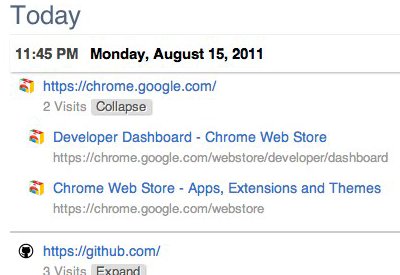 Today
11:45 PM Monday, August 15, 2011
https://chrome.google.com/
2 Visits Collapse
Developer Dashboard - Chrome Web Store
https://chrome.google.com/webstore/developer/dashboard
Chrome Web Store - Apps, Extensions and Themes
https://chrome.google.com/webstore
https://github.com/
3 Visits Expand